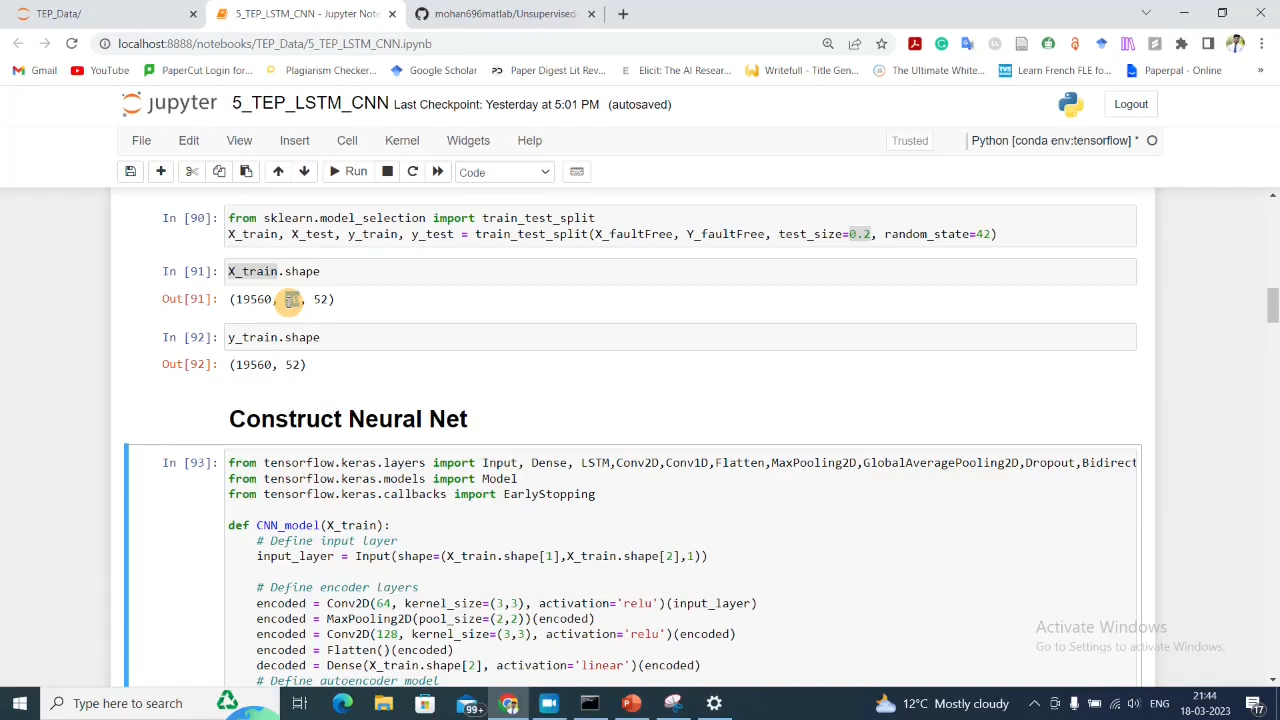 TEP_Data/
5_TEP_LSTM_CNN - Jupyter Note
mohan696matlab/Unsupervised-
localhost:8888/notebooks/TEP_Data/5_TEP_LSTM_CNN.ipynb
Gmail
YouTube
PaperCut Login for...
Plagiarism Checker...
Google Scholar
Paper Digest Lit Rev...
Elicit: The AI Resear...
Writefull - Title Gen...
The Ultimate White...
Learn French FLE fo...
Paperpal - Online
»
jupyter
5_TEP_LSTM_CNN Last Checkpoint: Yesterday at 5:01 PM (autosaved)
Logout
File Edit View Insert Cell Kernel Widgets Help
Trusted
Python [conda env:tensorflow] *
Run
Code
In [90]: from sklearn.model_selection import train_test_split
X_train, X_test, y_train, y_test = train_test_split(X_faultFree, Y_faultFree, test_size=0.2, random_state=42)
In [91]: X_train.shape
Out[91]: (19560, , 52)
In [92]: y_train.shape
Out[92]: (19560, 52)
Construct Neural Net
In [93]: from tensorflow.keras.layers import Input, Dense, LSTM,Conv2D,Conv1D,Flatten,MaxPooling2D,GlobalAveragePooling2D,Dropout,Bidirect
from tensorflow.keras.models import Model
from tensorflow.keras.callbacks import EarlyStopping
def CNN_model(X_train):
# Define input layer
input_layer = Input(shape=(X_train.shape[1],X_train.shape[2],1))
# Define encoder layers
encoded = Conv2D(64, kernel_size=(3,3), activation='relu')(input_layer)
encoded = MaxPooling2D(pool_size=(2,2))(encoded)
encoded = Conv2D(128, kernel_size=(3,3), activation='relu')(encoded)
encoded = Flatten()(encoded)
decoded = Dense(X_train.shape[2], activation='linear')(encoded)
# Define autoencoder model
Activate Windows
Go to Settings to activate Windows.
Type here to search
99+
12°C Mostly cloudy
ENG
21:44
18-03-2023
17